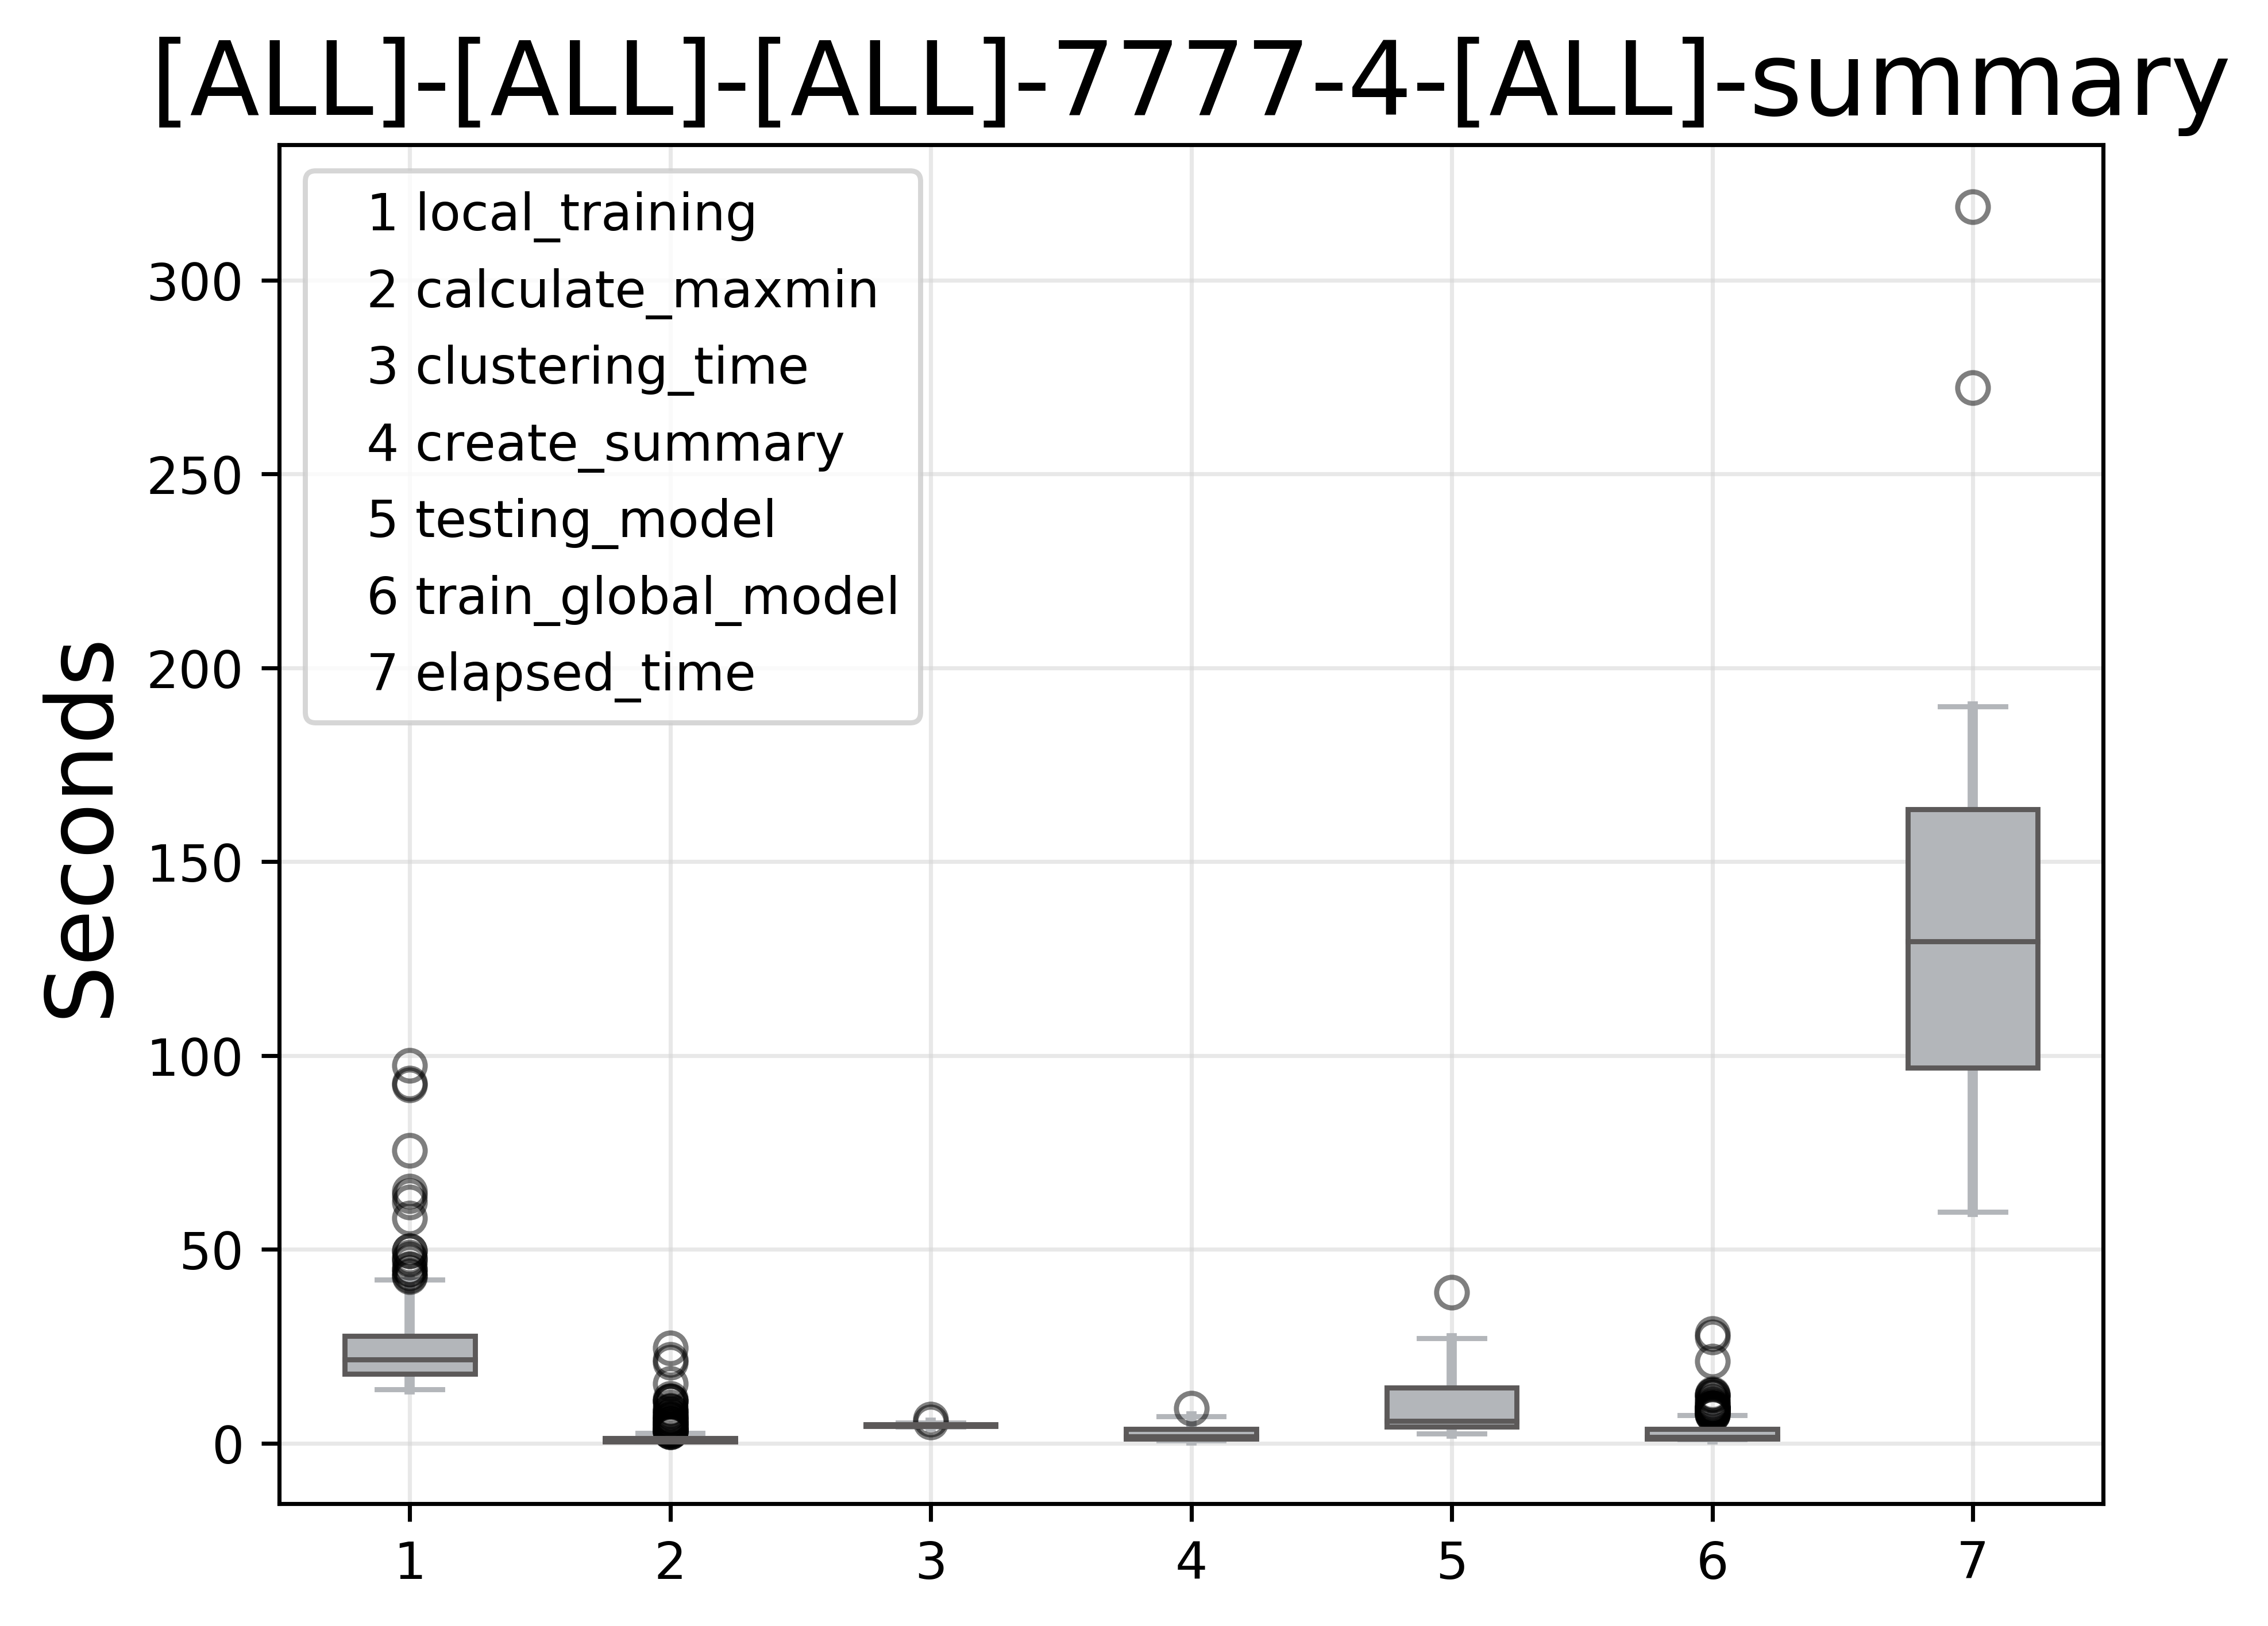 [ALL]-[ALL]-[ALL]-7777-4-[ALL]-summary
1 local_training
2 calculate_maxmin
3 clustering_time
4 create_summary
5 testing_model
6 train_global_model
7 elapsed_time
Seconds
300
250
200
150
100
50
0
1 2 3 4 5 6 7